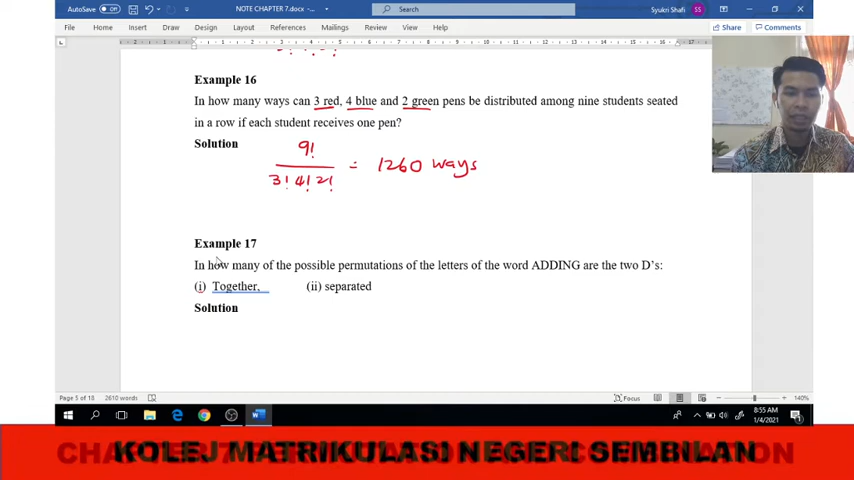 AutoSave Off NOTE CHAPTER 7.docx - Search Syukri Shafi SS
File Home Insert Draw Design Layout References Mailings Review View Help Share Comments
Example 16
In how many ways can 3 red, 4 blue and 2 green pens be distributed among nine students seated
in a row if each student receives one pen?
Solution
9!
3! 4! 2!
= 1260 ways
Example 17
In how many of the possible permutations of the letters of the word ADDING are the two D's:
(i) Together, (ii) separated
Solution
Page 5 of 18 2610 words Focus 140%
8:55 AM
1/4/2021
KOLEJ MATRIKULASI NEGERI SEMBILAN